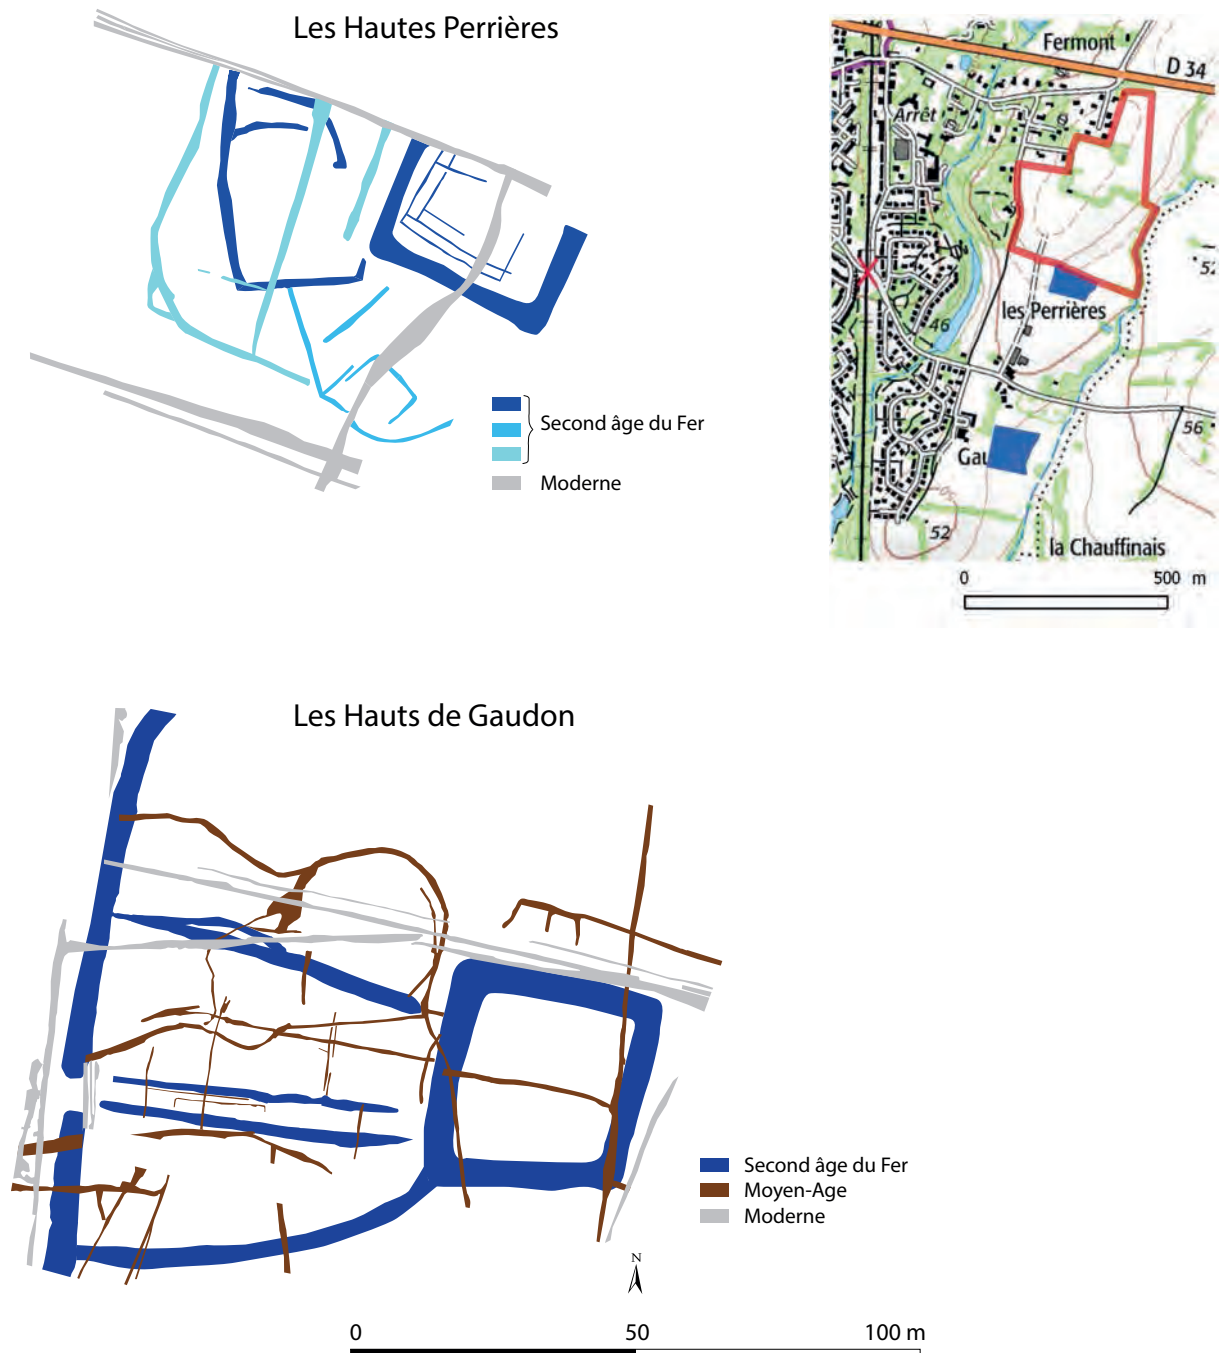 Les Hautes Perrières
Second âge du Fer
Moderne
Fermont
D 34
Arrêt
les Perrières
46
56
Gau
52
la Chauffinais
0 500 m
Les Hauts de Gaudon
Second âge du Fer
Moyen-Age
Moderne
N
0 50 100 m